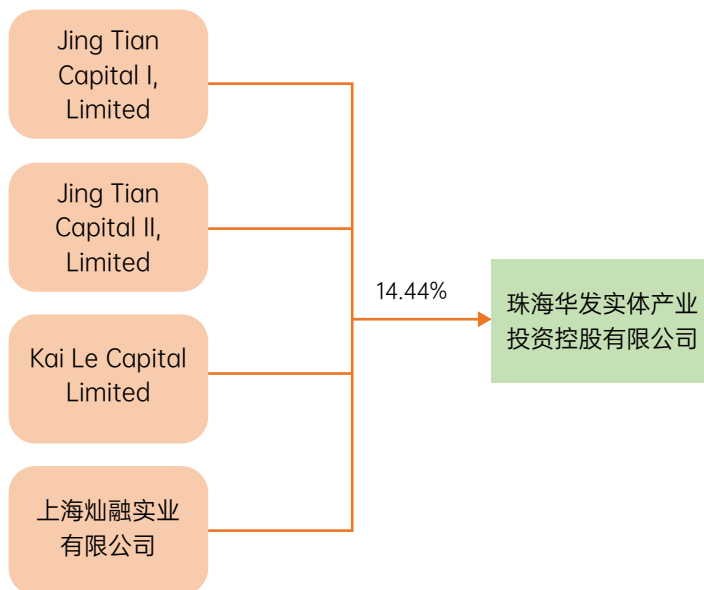 Jing Tian
Capital I,
Limited
Jing Tian
Capital II,
Limited
Kai Le Capital
Limited
上海灿融实业
有限公司
14.44%
珠海华发实体产业
投资控股有限公司